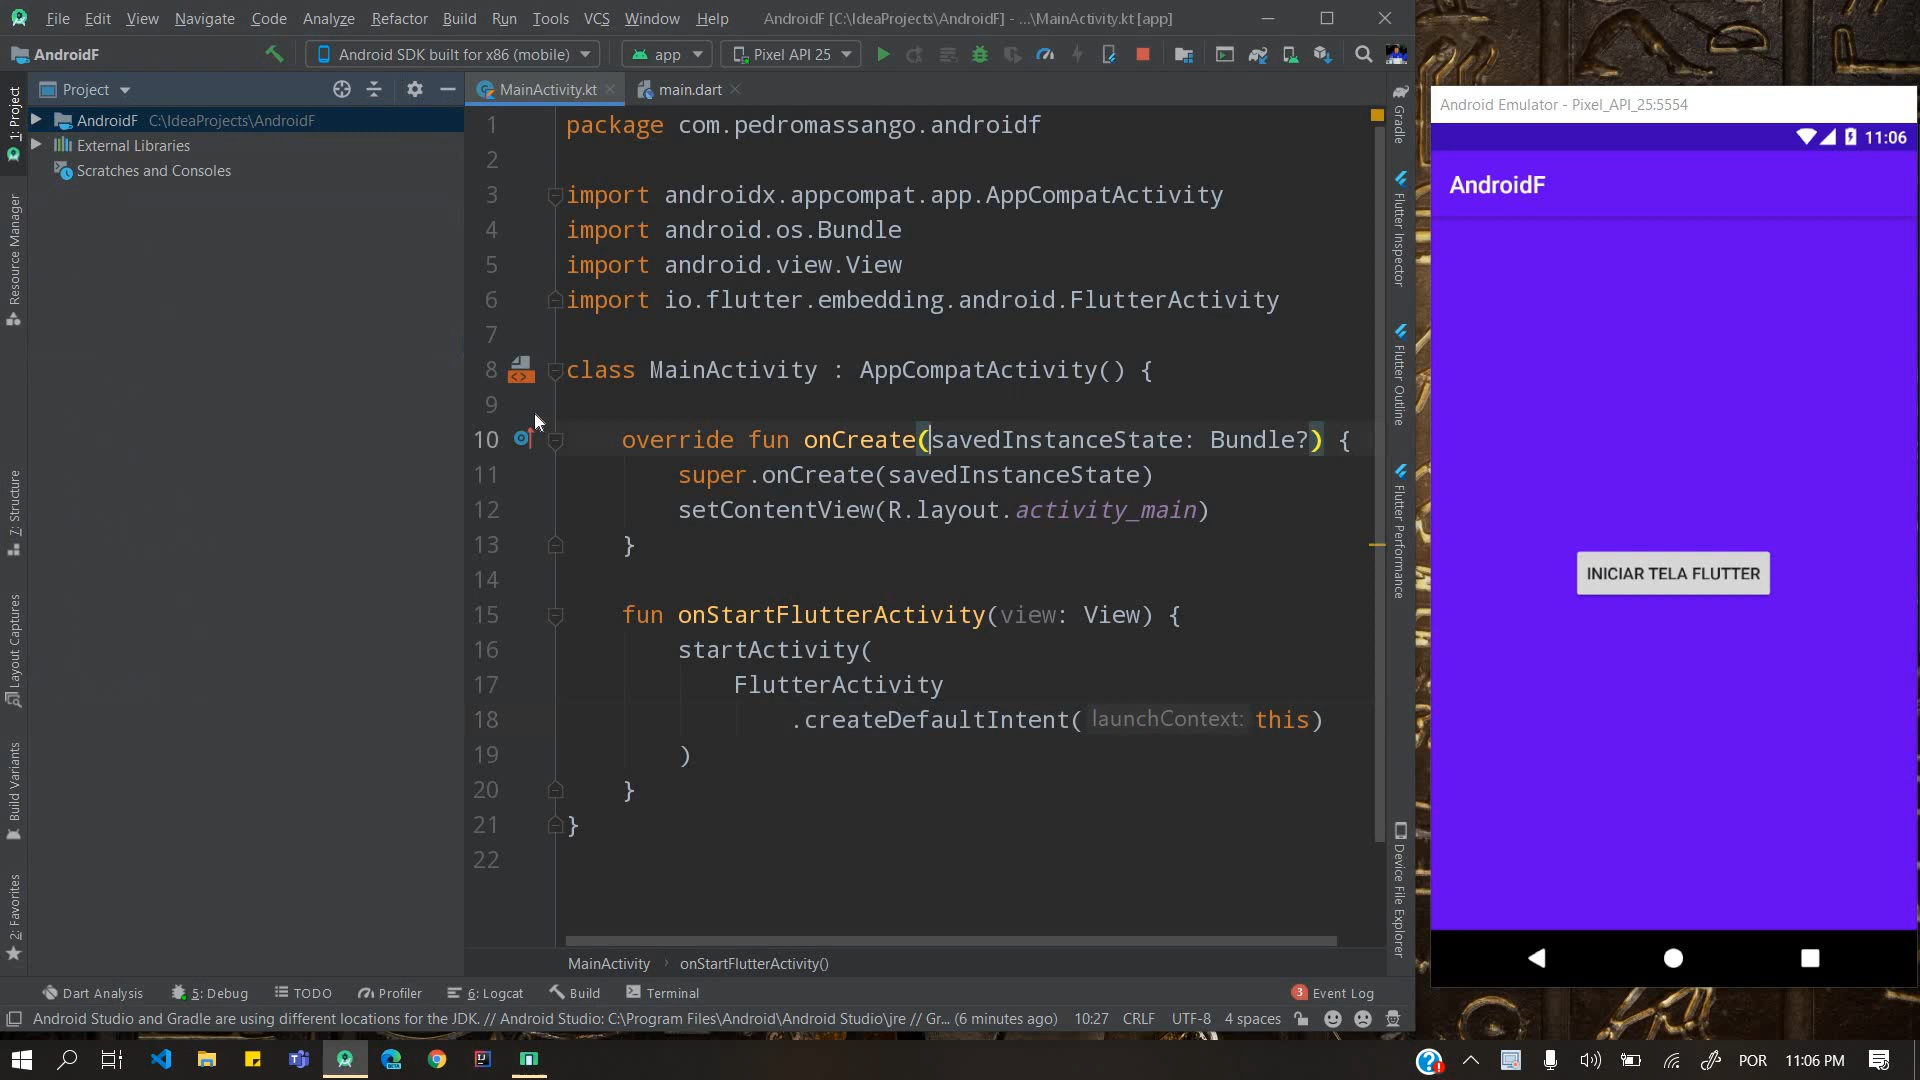 File Edit View Navigate Code Analyze Refactor Build Run Tools VCS Window Help AndroidF [C:\IdeaProjects\AndroidF] - ...\MainActivity.kt [app]
AndroidF Android SDK built for x86 (mobile) app Pixel API 25
Project MainActivity.kt main.dart
AndroidF C:\IdeaProjects\AndroidF
External Libraries
Scratches and Consoles
1: Project
Resource Manager
7: Structure
Layout Captures
Build Variants
2: Favorites
1 package com.pedromassango.androidf
2
3 import androidx.appcompat.app.AppCompatActivity
4 import android.os.Bundle
5 import android.view.View
6 import io.flutter.embedding.android.FlutterActivity
7
8 class MainActivity : AppCompatActivity() {
9
10 override fun onCreate(savedInstanceState: Bundle?) {
11 super.onCreate(savedInstanceState)
12 setContentView(R.layout.activity_main)
13 }
14
15 fun onStartFlutterActivity(view: View) {
16 startActivity(
17 FlutterActivity
18 .createDefaultIntent( launchContext: this)
19 )
20 }
21 }
22
MainActivity onStartFlutterActivity()
Gradle
Flutter Inspector
Flutter Outline
Flutter Performance
Device File Explorer
Dart Analysis 5: Debug TODO Profiler 6: Logcat Build Terminal 3 Event Log
Android Studio and Gradle are using different locations for the JDK. // Android Studio: C:\Program Files\Android\Android Studio\jre // Gr... (6 minutes ago) 10:27 CRLF UTF-8 4 spaces
Android Emulator - Pixel_API_25:5554
11:06
AndroidF
INICIAR TELA FLUTTER
POR 11:06 PM